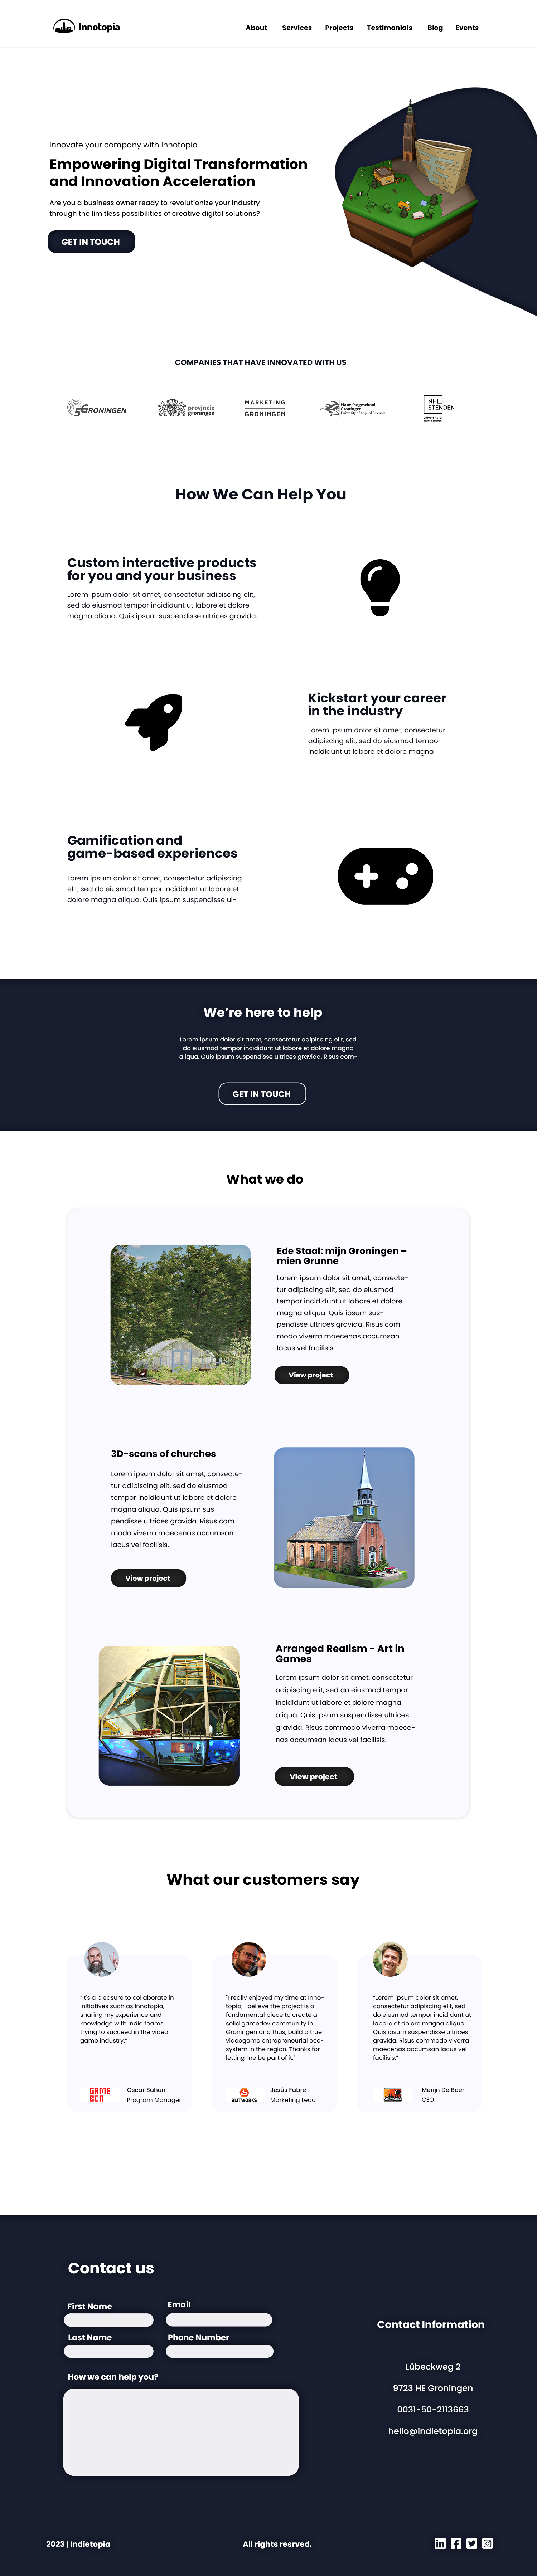 Innotopia
About Services Projects Testimonials Blog Events
Innovate your company with Innotopia
Empowering Digital Transformation
and Innovation Acceleration
Are you a business owner ready to revolutionize your industry
through the limitless possibilities of creative digital solutions?
GET IN TOUCH
COMPANIES THAT HAVE INNOVATED WITH US
5GRONINGEN
provincie
groningen
MARKETING
GRONINGEN
Hanzehogeschool
Groningen
University of Applied Sciences
NHL
STENDEN
university of
applied sciences
How We Can Help You
Custom interactive products
for you and your business
Lorem ipsum dolor sit amet, consectetur adipiscing elit,
sed do eiusmod tempor incididunt ut labore et dolore
magna aliqua. Quis ipsum suspendisse ultrices gravida.
Kickstart your career
in the industry
Lorem ipsum dolor sit amet, consectetur
adipiscing elit, sed do eiusmod tempor
incididunt ut labore et dolore magna
Gamification and
game-based experiences
Lorem ipsum dolor sit amet, consectetur adipiscing
elit, sed do eiusmod tempor incididunt ut labore et
dolore magna aliqua. Quis ipsum suspendisse ul-
We're here to help
Lorem ipsum dolor sit amet, consectetur adipiscing elit, sed
do eiusmod tempor incididunt ut labore et dolore magna
aliqua. Quis ipsum suspendisse ultrices gravida. Risus com-
GET IN TOUCH
What we do
Ede Staal: mijn Groningen –
mien Grunne
Lorem ipsum dolor sit amet, consecte-
tur adipiscing elit, sed do eiusmod
tempor incididunt ut labore et dolore
magna aliqua. Quis ipsum sus-
pendisse ultrices gravida. Risus com-
modo viverra maecenas accumsan
lacus vel facilisis.
View project
3D-scans of churches
Lorem ipsum dolor sit amet, consecte-
tur adipiscing elit, sed do eiusmod
tempor incididunt ut labore et dolore
magna aliqua. Quis ipsum sus-
pendisse ultrices gravida. Risus com-
modo viverra maecenas accumsan
lacus vel facilisis.
View project
Arranged Realism - Art in
Games
Lorem ipsum dolor sit amet, consectetur
adipiscing elit, sed do eiusmod tempor
incididunt ut labore et dolore magna
aliqua. Quis ipsum suspendisse ultrices
gravida. Risus commodo viverra maece-
nas accumsan lacus vel facilisis.
View project
What our customers say
"It's a pleasure to collaborate in
initiatives such as Innotopia,
sharing my experience and
knowledge with indie teams
trying to succeed in the video
game industry."
GAME
BCN
Oscar Sahun
Program Manager
"I really enjoyed my time at Inno-
topia, I believe the project is a
fundamental piece to create a
solid gamedev community in
Groningen and thus, build a true
videogame entrepreneurial eco-
system in the region. Thanks for
letting me be part of it."
BLITWORKS
Jesús Fabre
Marketing Lead
"Lorem ipsum dolor sit amet,
consectetur adipiscing elit, sed
do eiusmod tempor incididunt ut
labore et dolore magna aliqua.
Quis ipsum suspendisse ultrices
gravida. Risus commodo viverra
maecenas accumsan lacus vel
facilisis."
Merijn De Boer
CEO
Contact us
First Name
Email
Last Name
Phone Number
How we can help you?
Contact Information
Lübeckweg 2
9723 HE Groningen
0031-50-2113663
hello@indietopia.org
2023 | Indietopia
All rights resrved.